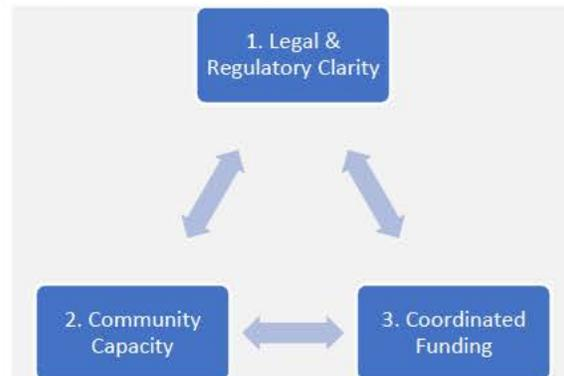 1. Legal &
Regulatory Clarity
2. Community
Capacity
3. Coordinated
Funding